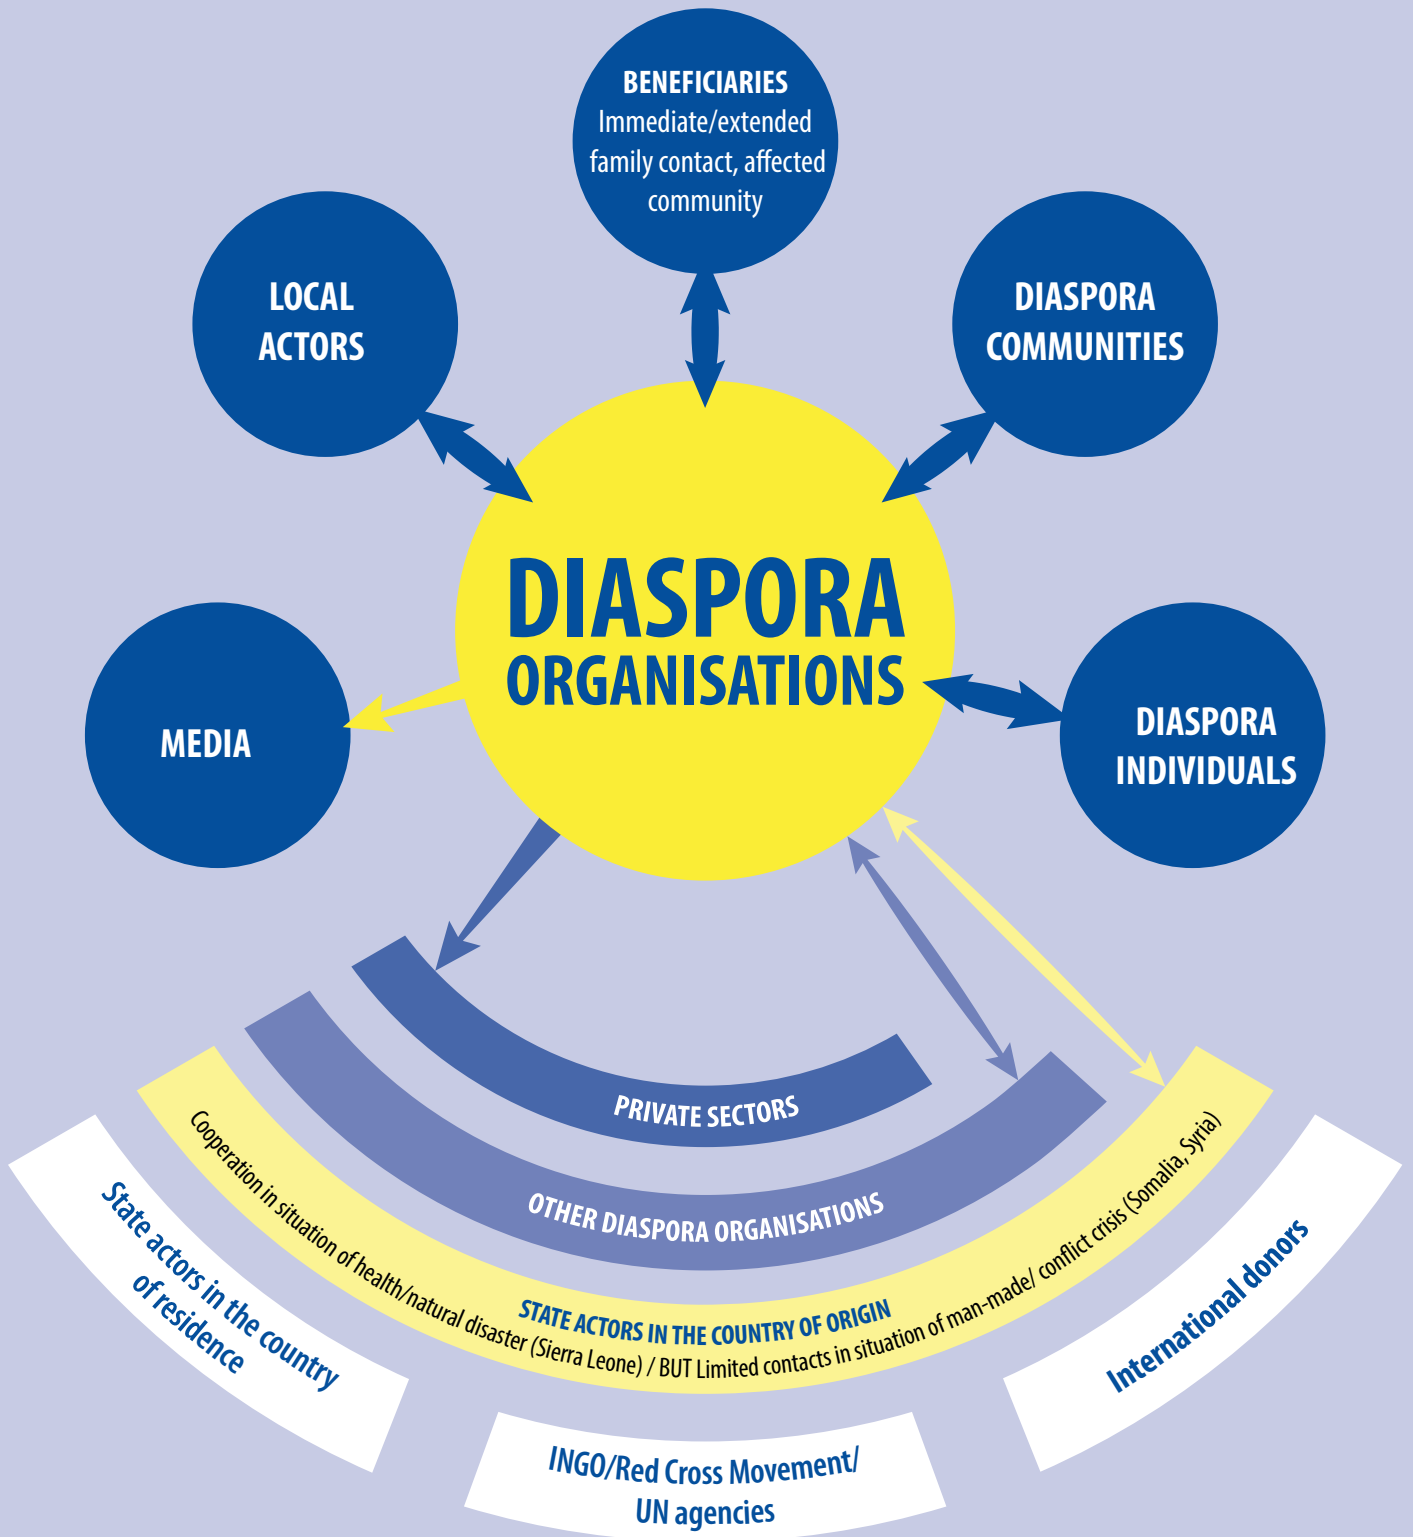 BENEFICIARIES
Immediate/extended
family contact, affected
community
LOCAL
ACTORS
DIASPORA
COMMUNITIES
DIASPORA
ORGANISATIONS
MEDIA
DIASPORA
INDIVIDUALS
PRIVATE SECTORS
OTHER DIASPORA ORGANISATIONS
STATE ACTORS IN THE COUNTRY OF ORIGIN
Cooperation in situation of health/natural disaster (Sierra Leone) / BUT Limited contacts in situation of man-made/ conflict crisis (Somalia, Syria)
State actors in the country
of residence
INGO/Red Cross Movement/
UN agencies
International donors